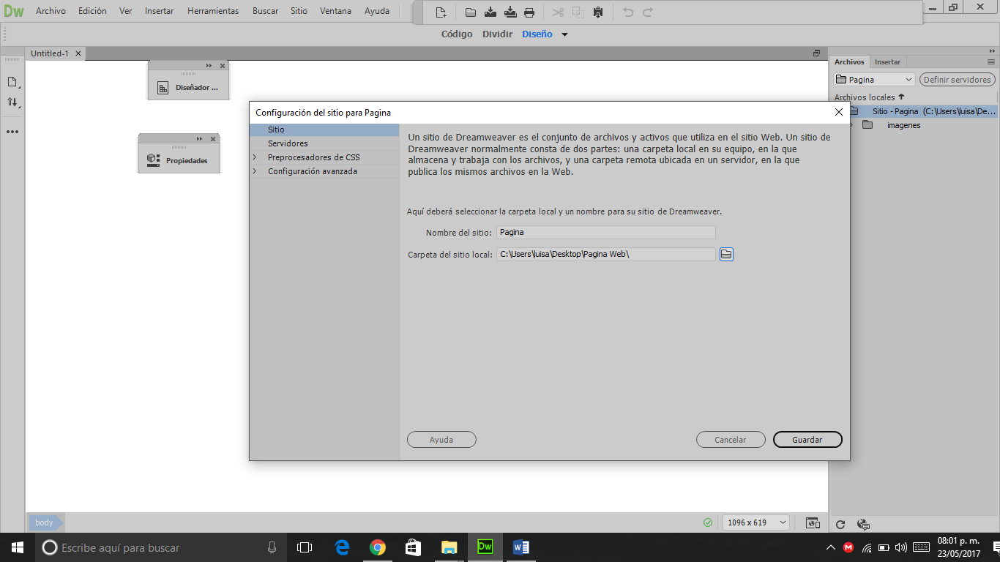 Dw Archivo Edición Ver Insertar Herramientas Buscar Sitio Ventana Ayuda
Código Dividir Diseño
Untitled-1
Diseñador ...
Propiedades
Archivos Insertar
Pagina Definir servidores
Archivos locales
Sitio - Pagina (C:\Users\luisa\De...
imagenes
Configuración del sitio para Pagina
Sitio
Servidores
Preprocesadores de CSS
Configuración avanzada
Un sitio de Dreamweaver es el conjunto de archivos y activos que utiliza en el sitio Web. Un sitio de
Dreamweaver normalmente consta de dos partes: una carpeta local en su equipo, en la que
almacena y trabaja con los archivos, y una carpeta remota ubicada en un servidor, en la que
publica los mismos archivos en la Web.
Aquí deberá seleccionar la carpeta local y un nombre para su sitio de Dreamweaver.
Nombre del sitio: Pagina
Carpeta del sitio local: C:\Users\luisa\Desktop\Pagina Web\
Ayuda Cancelar Guardar
body
1096 x 619
Escribe aquí para buscar
Dw
08:01 p. m.
23/05/2017